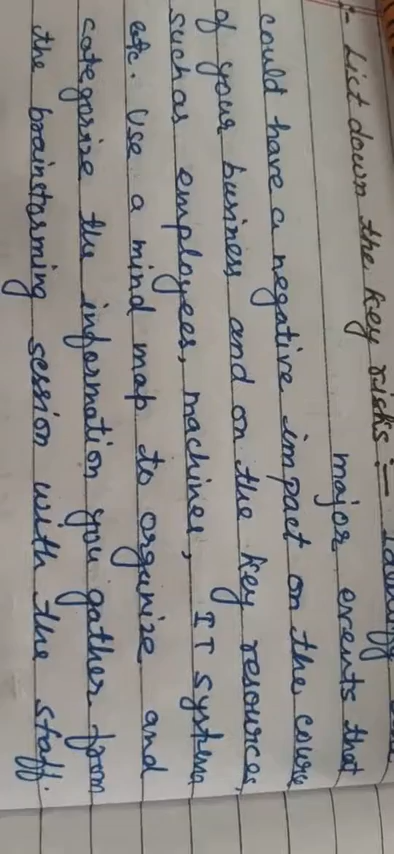 :- List down the key risks :- Identify
major events that
could have a negative impact on the course
of your business and on the key resources,
such as employees, machines, IT systems
etc. Use a mind map to organize and
categorize the information you gather from
the brainstorming session with the staff.